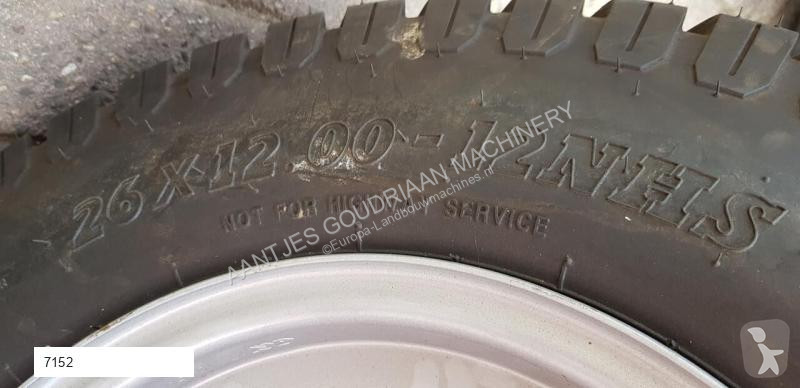 26X12.00-12NHS
NOT FOR HIGHWAY SERVICE
AANTJES GOUDRIAAN MACHINERY
©Europa-Landbouwmachines.nl
7152